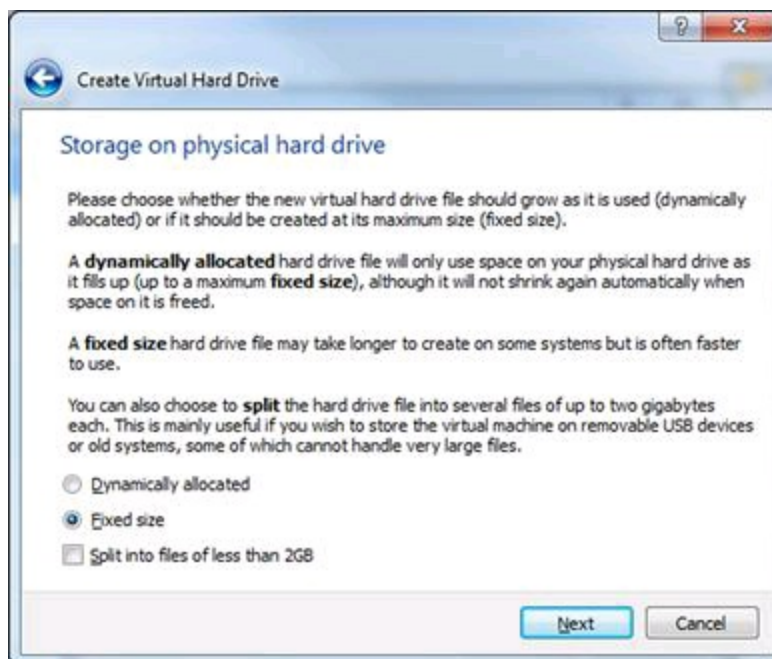 Create Virtual Hard Drive
Storage on physical hard drive
Please choose whether the new virtual hard drive file should grow as it is used (dynamically
allocated) or if it should be created at its maximum size (fixed size).
A dynamically allocated hard drive file will only use space on your physical hard drive as
it fills up (up to a maximum fixed size), although it will not shrink again automatically when
space on it is freed.
A fixed size hard drive file may take longer to create on some systems but is often faster
to use.
You can also choose to split the hard drive file into several files of up to two gigabytes
each. This is mainly useful if you wish to store the virtual machine on removable USB devices
or old systems, some of which cannot handle very large files.
Dynamically allocated
Fixed size
Split into files of less than 2GB
Next Cancel